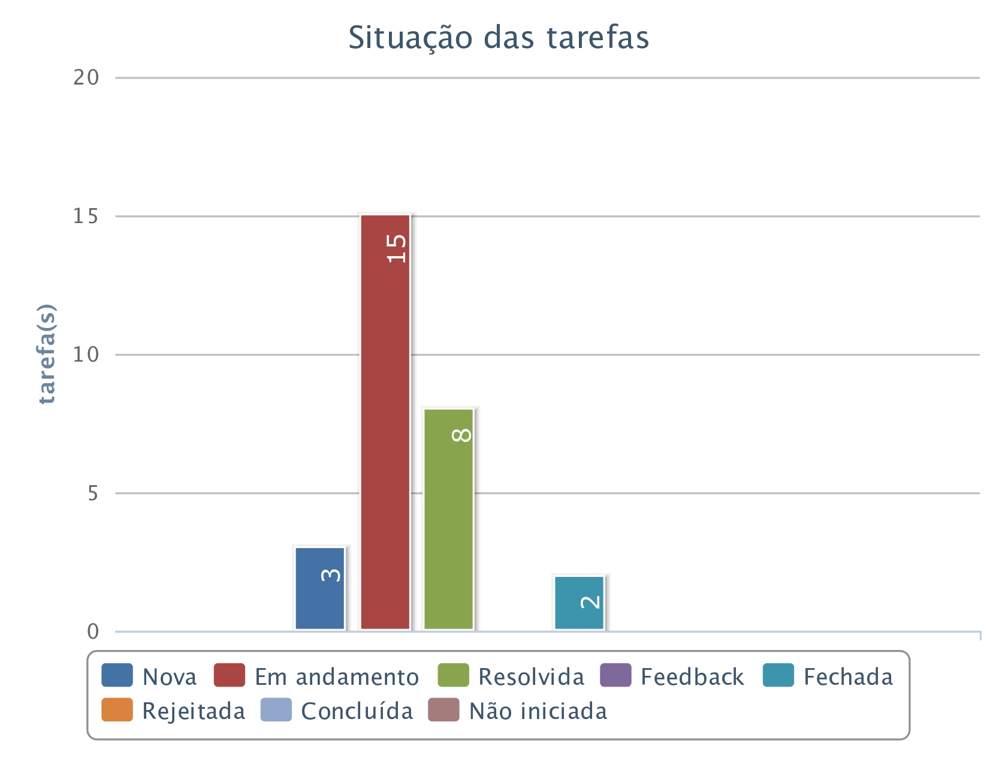 Situação das tarefas
20
15
10
5
0
tarefa(s)
3
15
8
2
Nova Em andamento Resolvida Feedback Fechada
Rejeitada Concluída Não iniciada